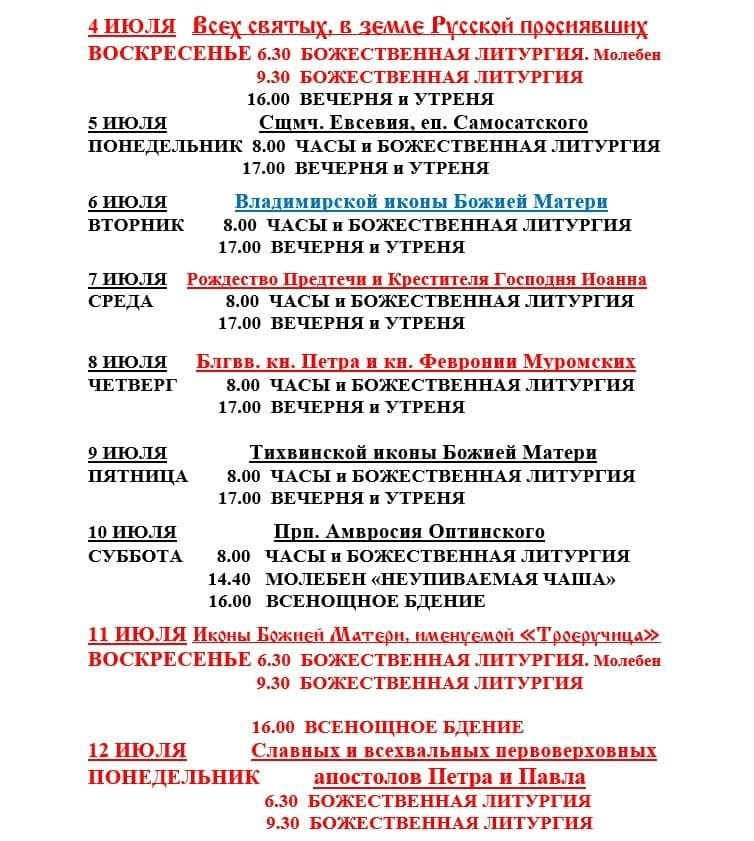 4 ИЮЛЯ Всех святых, в земле Русской просиявших
ВОСКРЕСЕНЬЕ 6.30 БОЖЕСТВЕННАЯ ЛИТУРГИЯ. Молебен
9.30 БОЖЕСТВЕННАЯ ЛИТУРГИЯ
16.00 ВЕЧЕРНЯ и УТРЕНЯ
5 ИЮЛЯ Сщмч. Евсевия, еп. Самосатского
ПОНЕДЕЛЬНИК 8.00 ЧАСЫ и БОЖЕСТВЕННАЯ ЛИТУРГИЯ
17.00 ВЕЧЕРНЯ и УТРЕНЯ
6 ИЮЛЯ Владимирской иконы Божией Матери
ВТОРНИК 8.00 ЧАСЫ и БОЖЕСТВЕННАЯ ЛИТУРГИЯ
17.00 ВЕЧЕРНЯ и УТРЕНЯ
7 ИЮЛЯ Рождество Предтечи и Крестителя Господня Иоанна
СРЕДА 8.00 ЧАСЫ и БОЖЕСТВЕННАЯ ЛИТУРГИЯ
17.00 ВЕЧЕРНЯ и УТРЕНЯ
8 ИЮЛЯ Блгвв. кн. Петра и кн. Февронии Муромских
ЧЕТВЕРГ 8.00 ЧАСЫ и БОЖЕСТВЕННАЯ ЛИТУРГИЯ
17.00 ВЕЧЕРНЯ и УТРЕНЯ
9 ИЮЛЯ Тихвинской иконы Божией Матери
ПЯТНИЦА 8.00 ЧАСЫ и БОЖЕСТВЕННАЯ ЛИТУРГИЯ
17.00 ВЕЧЕРНЯ и УТРЕНЯ
10 ИЮЛЯ Прп. Амвросия Оптинского
СУББОТА 8.00 ЧАСЫ и БОЖЕСТВЕННАЯ ЛИТУРГИЯ
14.40 МОЛЕБЕН «НЕУПИВАЕМАЯ ЧАША»
16.00 ВСЕНОЩНОЕ БДЕНИЕ
11 ИЮЛЯ Иконы Божией Матери, именуемой «Троеручица»
ВОСКРЕСЕНЬЕ 6.30 БОЖЕСТВЕННАЯ ЛИТУРГИЯ. Молебен
9.30 БОЖЕСТВЕННАЯ ЛИТУРГИЯ
16.00 ВСЕНОЩНОЕ БДЕНИЕ
12 ИЮЛЯ Славных и всехвальных первоверховных
ПОНЕДЕЛЬНИК апостолов Петра и Павла
6.30 БОЖЕСТВЕННАЯ ЛИТУРГИЯ
9.30 БОЖЕСТВЕННАЯ ЛИТУРГИЯ